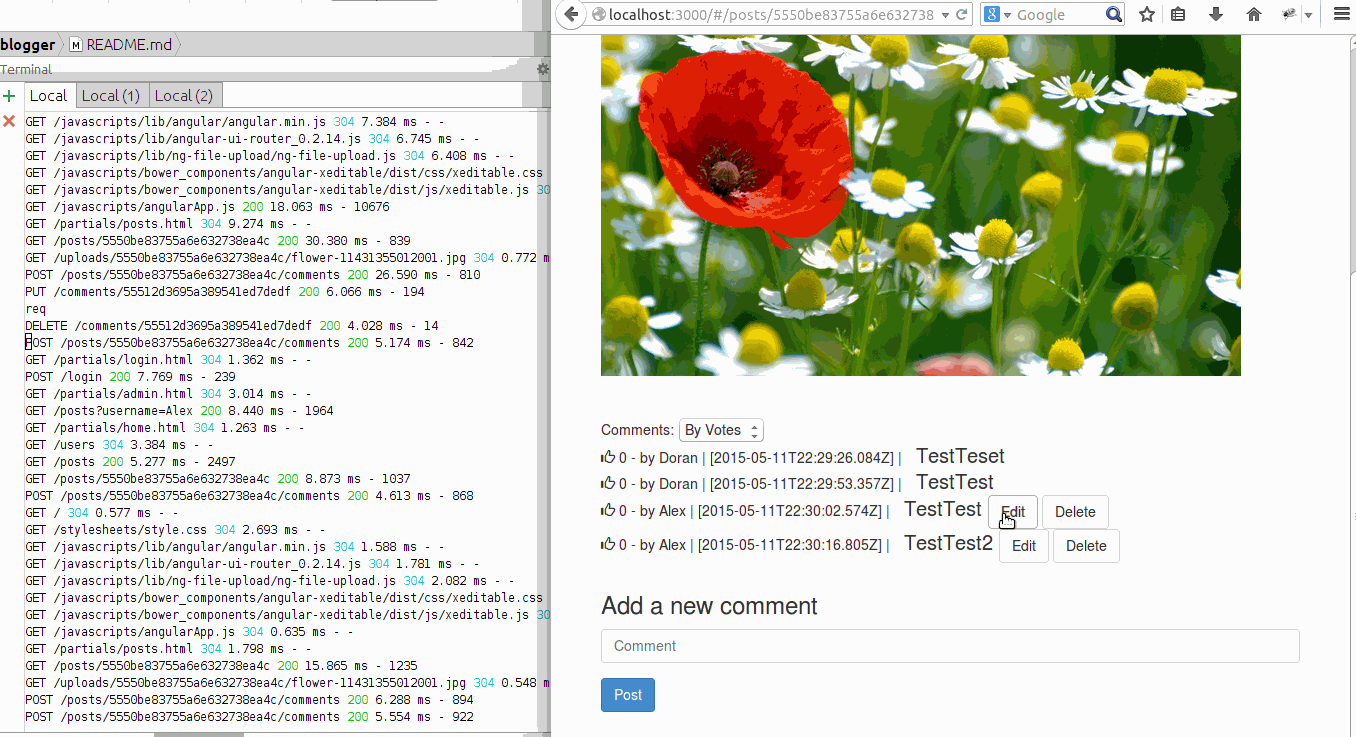 blogger README.md
Terminal
Local Local (1) Local (2)
GET /javascripts/lib/angular/angular.min.js 304 7.384 ms - -
GET /javascripts/lib/angular/angular-ui-router_0.2.14.js 304 6.745 ms - -
GET /javascripts/lib/ng-file-upload/ng-file-upload.js 304 6.408 ms - -
GET /javascripts/bower_components/angular-xeditable/dist/css/xeditable.css
GET /javascripts/bower_components/angular-xeditable/dist/js/xeditable.js 30
GET /javascripts/angularApp.js 200 18.063 ms - 10676
GET /partials/posts.html 304 9.274 ms - -
GET /posts/5550be83755a6e632738ea4c 200 30.380 ms - 839
GET /uploads/5550be83755a6e632738ea4c/flower-11431355012001.jpg 304 0.772 m
POST /posts/5550be83755a6e632738ea4c/comments 200 26.590 ms - 810
PUT /comments/55512d3695a389541ed7dedf 200 6.066 ms - 194
req
DELETE /comments/55512d3695a389541ed7dedf 200 4.028 ms - 14
POST /posts/5550be83755a6e632738ea4c/comments 200 5.174 ms - 842
GET /partials/login.html 304 1.362 ms - -
POST /login 200 7.769 ms - 239
GET /partials/admin.html 304 3.014 ms - -
GET /posts?username=Alex 200 8.440 ms - 1964
GET /partials/home.html 304 1.263 ms - -
GET /users 304 3.384 ms - -
GET /posts 200 5.277 ms - 2497
GET /posts/5550be83755a6e632738ea4c 200 8.873 ms - 1037
POST /posts/5550be83755a6e632738ea4c/comments 200 4.613 ms - 868
GET / 304 0.577 ms - -
GET /stylesheets/style.css 304 2.693 ms - -
GET /javascripts/lib/angular/angular.min.js 304 1.588 ms - -
GET /javascripts/lib/angular/angular-ui-router_0.2.14.js 304 1.781 ms - -
GET /javascripts/lib/ng-file-upload/ng-file-upload.js 304 2.082 ms - -
GET /javascripts/bower_components/angular-xeditable/dist/css/xeditable.css
GET /javascripts/bower_components/angular-xeditable/dist/js/xeditable.js 30
GET /javascripts/angularApp.js 304 0.635 ms - -
GET /partials/posts.html 304 1.798 ms - -
GET /posts/5550be83755a6e632738ea4c 200 15.865 ms - 1235
GET /uploads/5550be83755a6e632738ea4c/flower-11431355012001.jpg 304 0.548 m
POST /posts/5550be83755a6e632738ea4c/comments 200 6.288 ms - 894
POST /posts/5550be83755a6e632738ea4c/comments 200 5.554 ms - 922
localhost:3000/#/posts/5550be83755a6e632738 Google
Comments: By Votes
0 - by Doran | [2015-05-11T22:29:26.084Z] | TestTeset
0 - by Doran | [2015-05-11T22:29:53.357Z] | TestTest
0 - by Alex | [2015-05-11T22:30:02.574Z] | TestTest Edit Delete
0 - by Alex | [2015-05-11T22:30:16.805Z] | TestTest2 Edit Delete
Add a new comment
Comment
Post